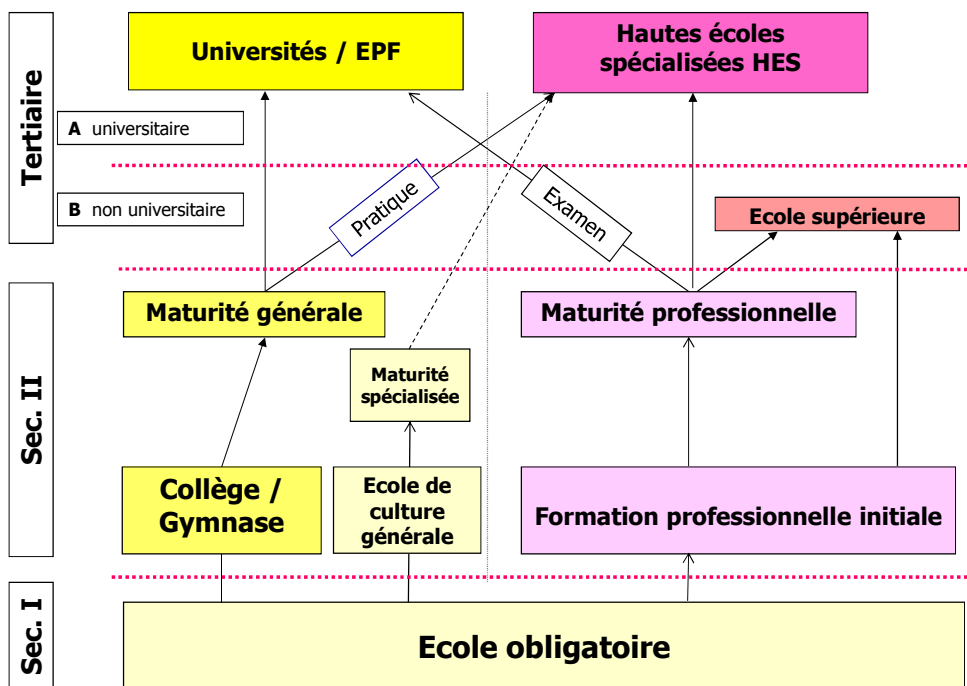 Tertiaire
Universités / EPF
Hautes écoles
spécialisées HES
A universitaire
B non universitaire
Pratique
Examen
Ecole supérieure
Sec. II
Maturité générale
Maturité professionnelle
Maturité
spécialisée
Collège /
Gymnase
Ecole de
culture
générale
Formation professionnelle initiale
Sec. I
Ecole obligatoire